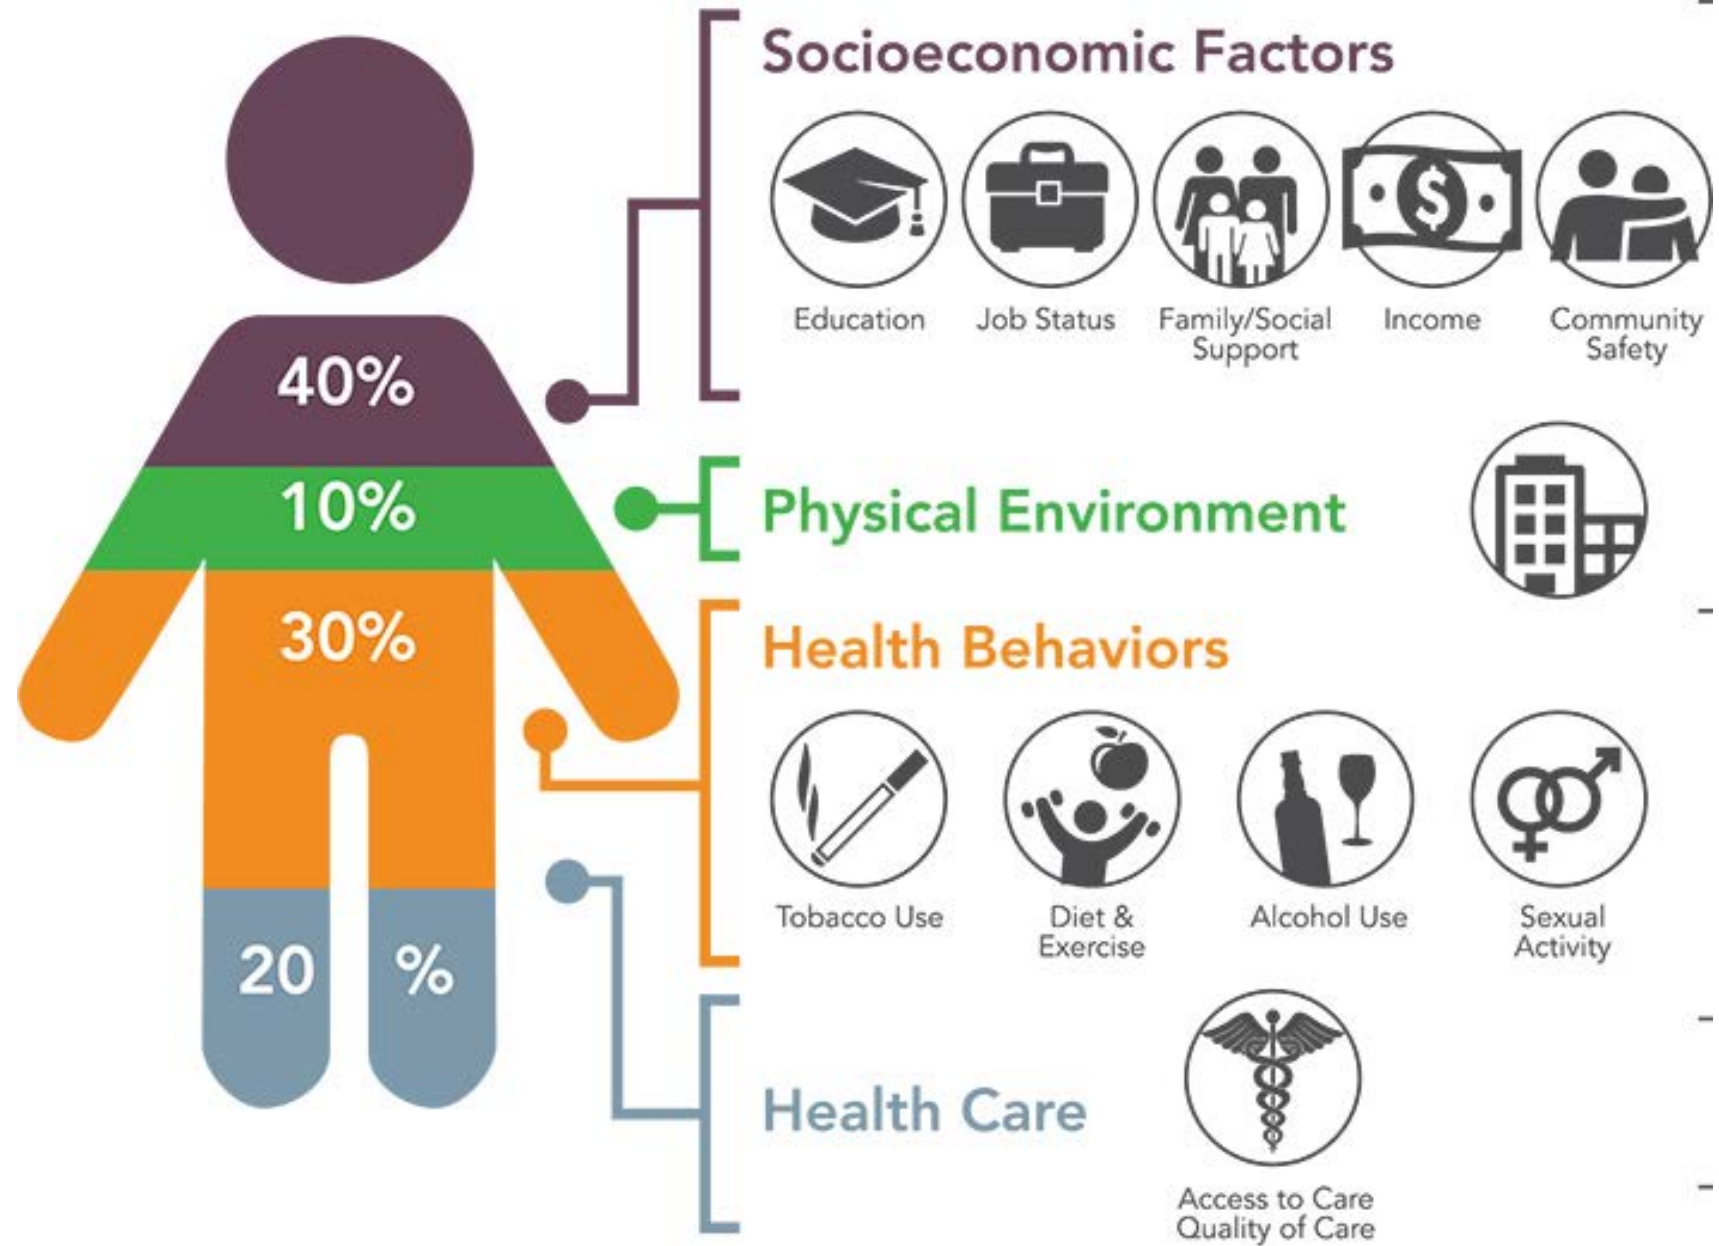 Socioeconomic Factors
$
Education
Job Status
Family/Social
Support
Income
Community
Safety
40%
10%
Physical Environment
30%
Health Behaviors
Tobacco Use
Diet &
Exercise
Alcohol Use
Sexual
Activity
20 %
Health Care
Access to Care
Quality of Care